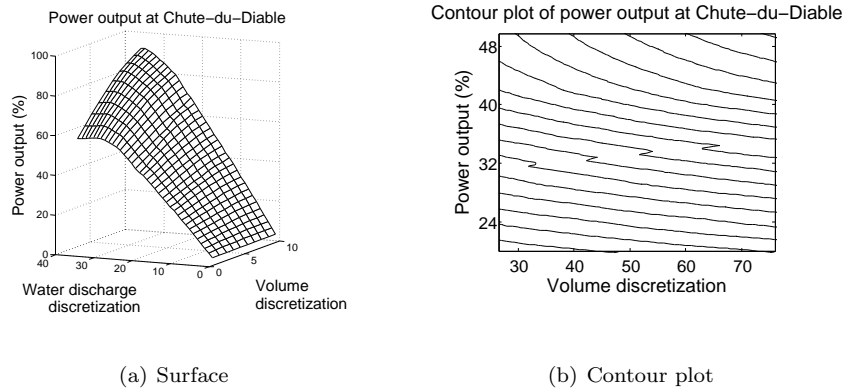 Power output at Chute−du−Diable
100
80
60
40
20
0
Power output (%)
40
30
20
10
0
0
5
10
Water discharge
discretization
Volume
discretization
(a) Surface
Contour plot of power output at Chute−du−Diable
48
40
32
24
Power output (%)
30
40
50
60
70
Volume discretization
(b) Contour plot